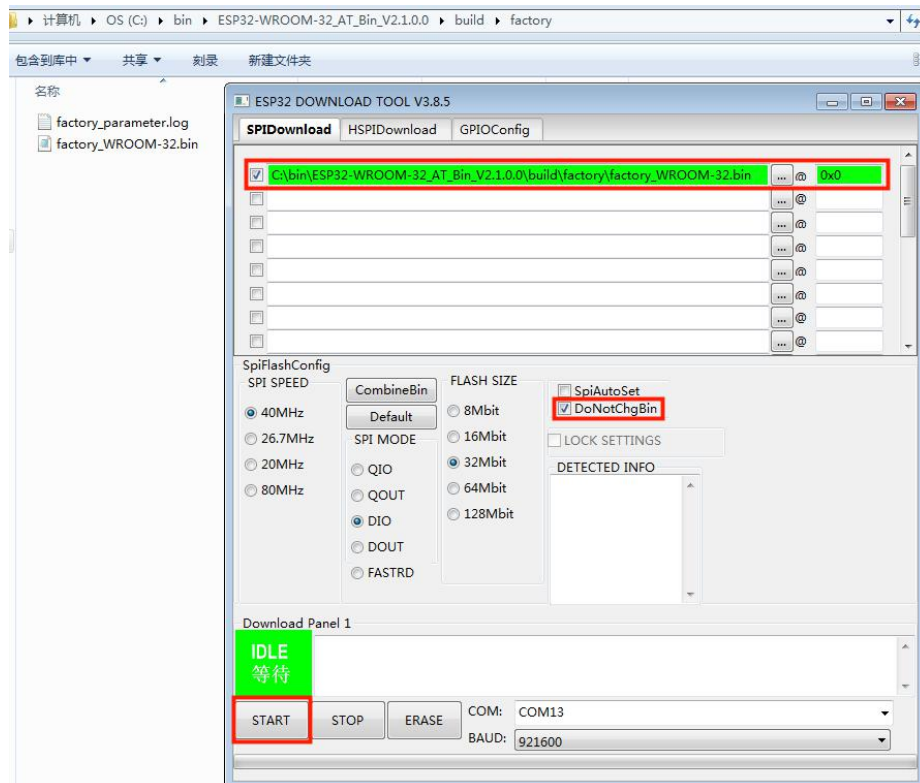 计算机 ▸ OS (C:) ▸ bin ▸ ESP32-WROOM-32_AT_Bin_V2.1.0.0 ▸ build ▸ factory
包含到库中 共享 刻录 新建文件夹
名称
factory_parameter.log
factory_WROOM-32.bin
ESP32 DOWNLOAD TOOL V3.8.5
SPIDownload HSPIDownload GPIOConfig
C:\bin\ESP32-WROOM-32_AT_Bin_V2.1.0.0\build\factory\factory_WROOM-32.bin ... @ 0x0
... @
... @
... @
... @
... @
... @
... @
SpiFlashConfig
SPI SPEED
40MHz
26.7MHz
20MHz
80MHz
CombineBin
Default
SPI MODE
QIO
QOUT
DIO
DOUT
FASTRD
FLASH SIZE
8Mbit
16Mbit
32Mbit
64Mbit
128Mbit
SpiAutoSet
DoNotChgBin
LOCK SETTINGS
DETECTED INFO
Download Panel 1
IDLE
等待
START STOP ERASE
COM: COM13
BAUD: 921600